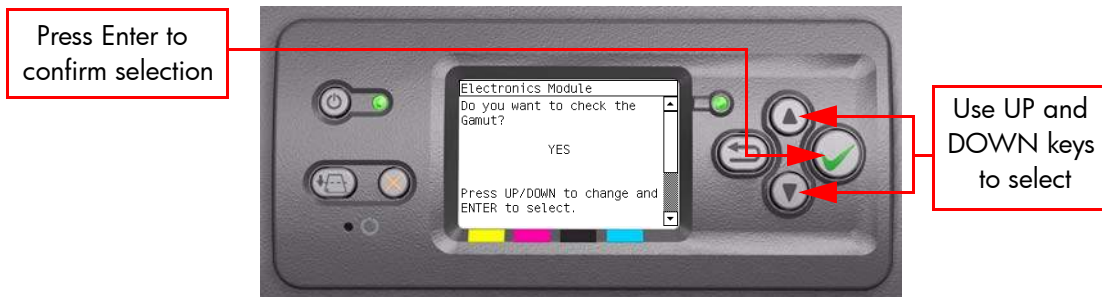 Press Enter to
confirm selection
Electronics Module
Do you want to check the
Gamut?
YES
Press UP/DOWN to change and
ENTER to select.
Use UP and
DOWN keys
to select